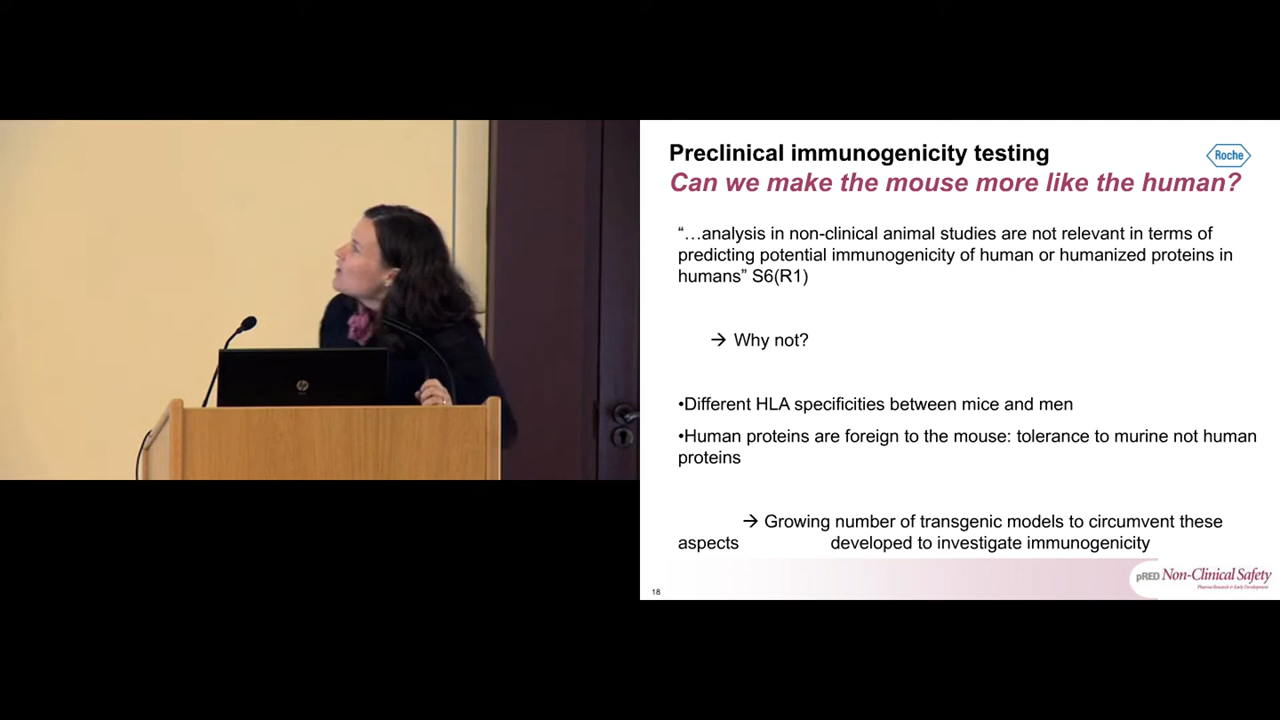 Preclinical immunogenicity testing
Roche
Can we make the mouse more like the human?
“…analysis in non-clinical animal studies are not relevant in terms of
predicting potential immunogenicity of human or humanized proteins in
humans” S6(R1)
→ Why not?
•Different HLA specificities between mice and men
•Human proteins are foreign to the mouse: tolerance to murine not human
proteins
→ Growing number of transgenic models to circumvent these
aspects developed to investigate immunogenicity
pRED Non-Clinical Safety
Pharma Research & Early Development
18
hp